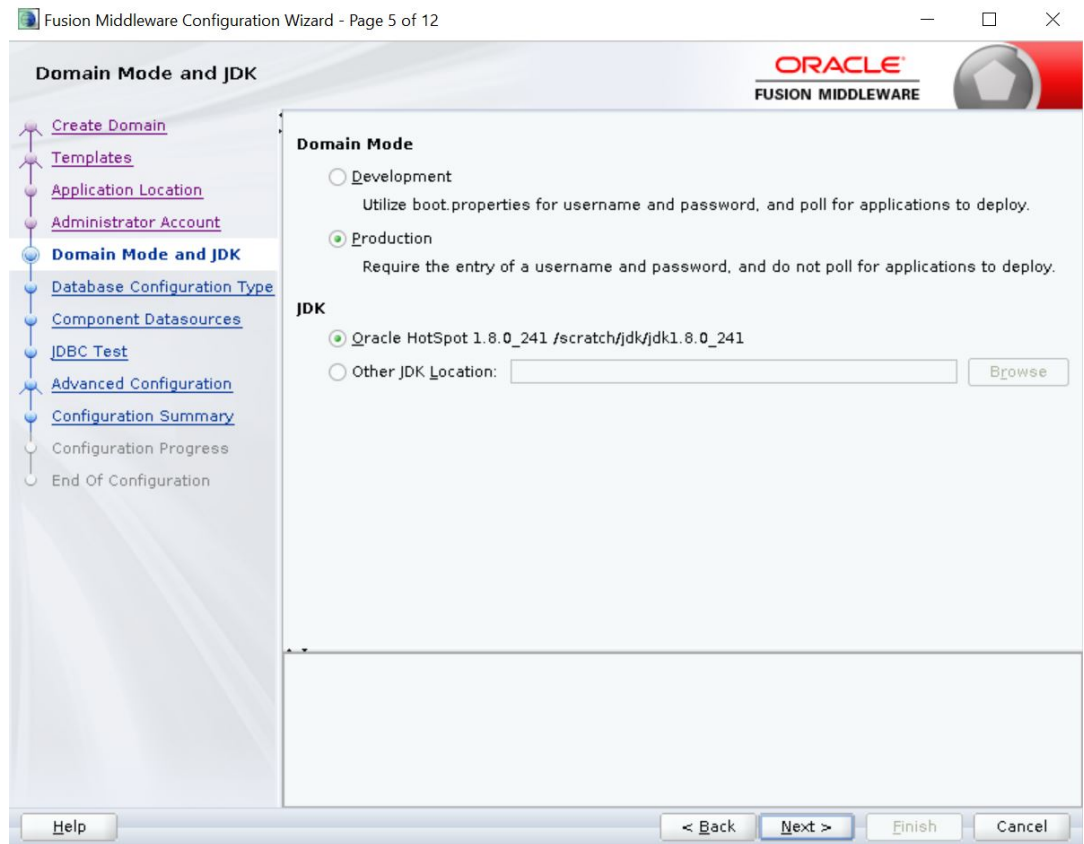 Fusion Middleware Configuration Wizard - Page 5 of 12
Domain Mode and JDK
ORACLE
FUSION MIDDLEWARE
Create Domain
Templates
Application Location
Administrator Account
Domain Mode and JDK
Database Configuration Type
Component Datasources
JDBC Test
Advanced Configuration
Configuration Summary
Configuration Progress
End Of Configuration
Domain Mode
Development
Utilize boot.properties for username and password, and poll for applications to deploy.
Production
Require the entry of a username and password, and do not poll for applications to deploy.
JDK
Oracle HotSpot 1.8.0_241 /scratch/jdk/jdk1.8.0_241
Other JDK Location:
Browse
Help
< Back
Next >
Finish
Cancel